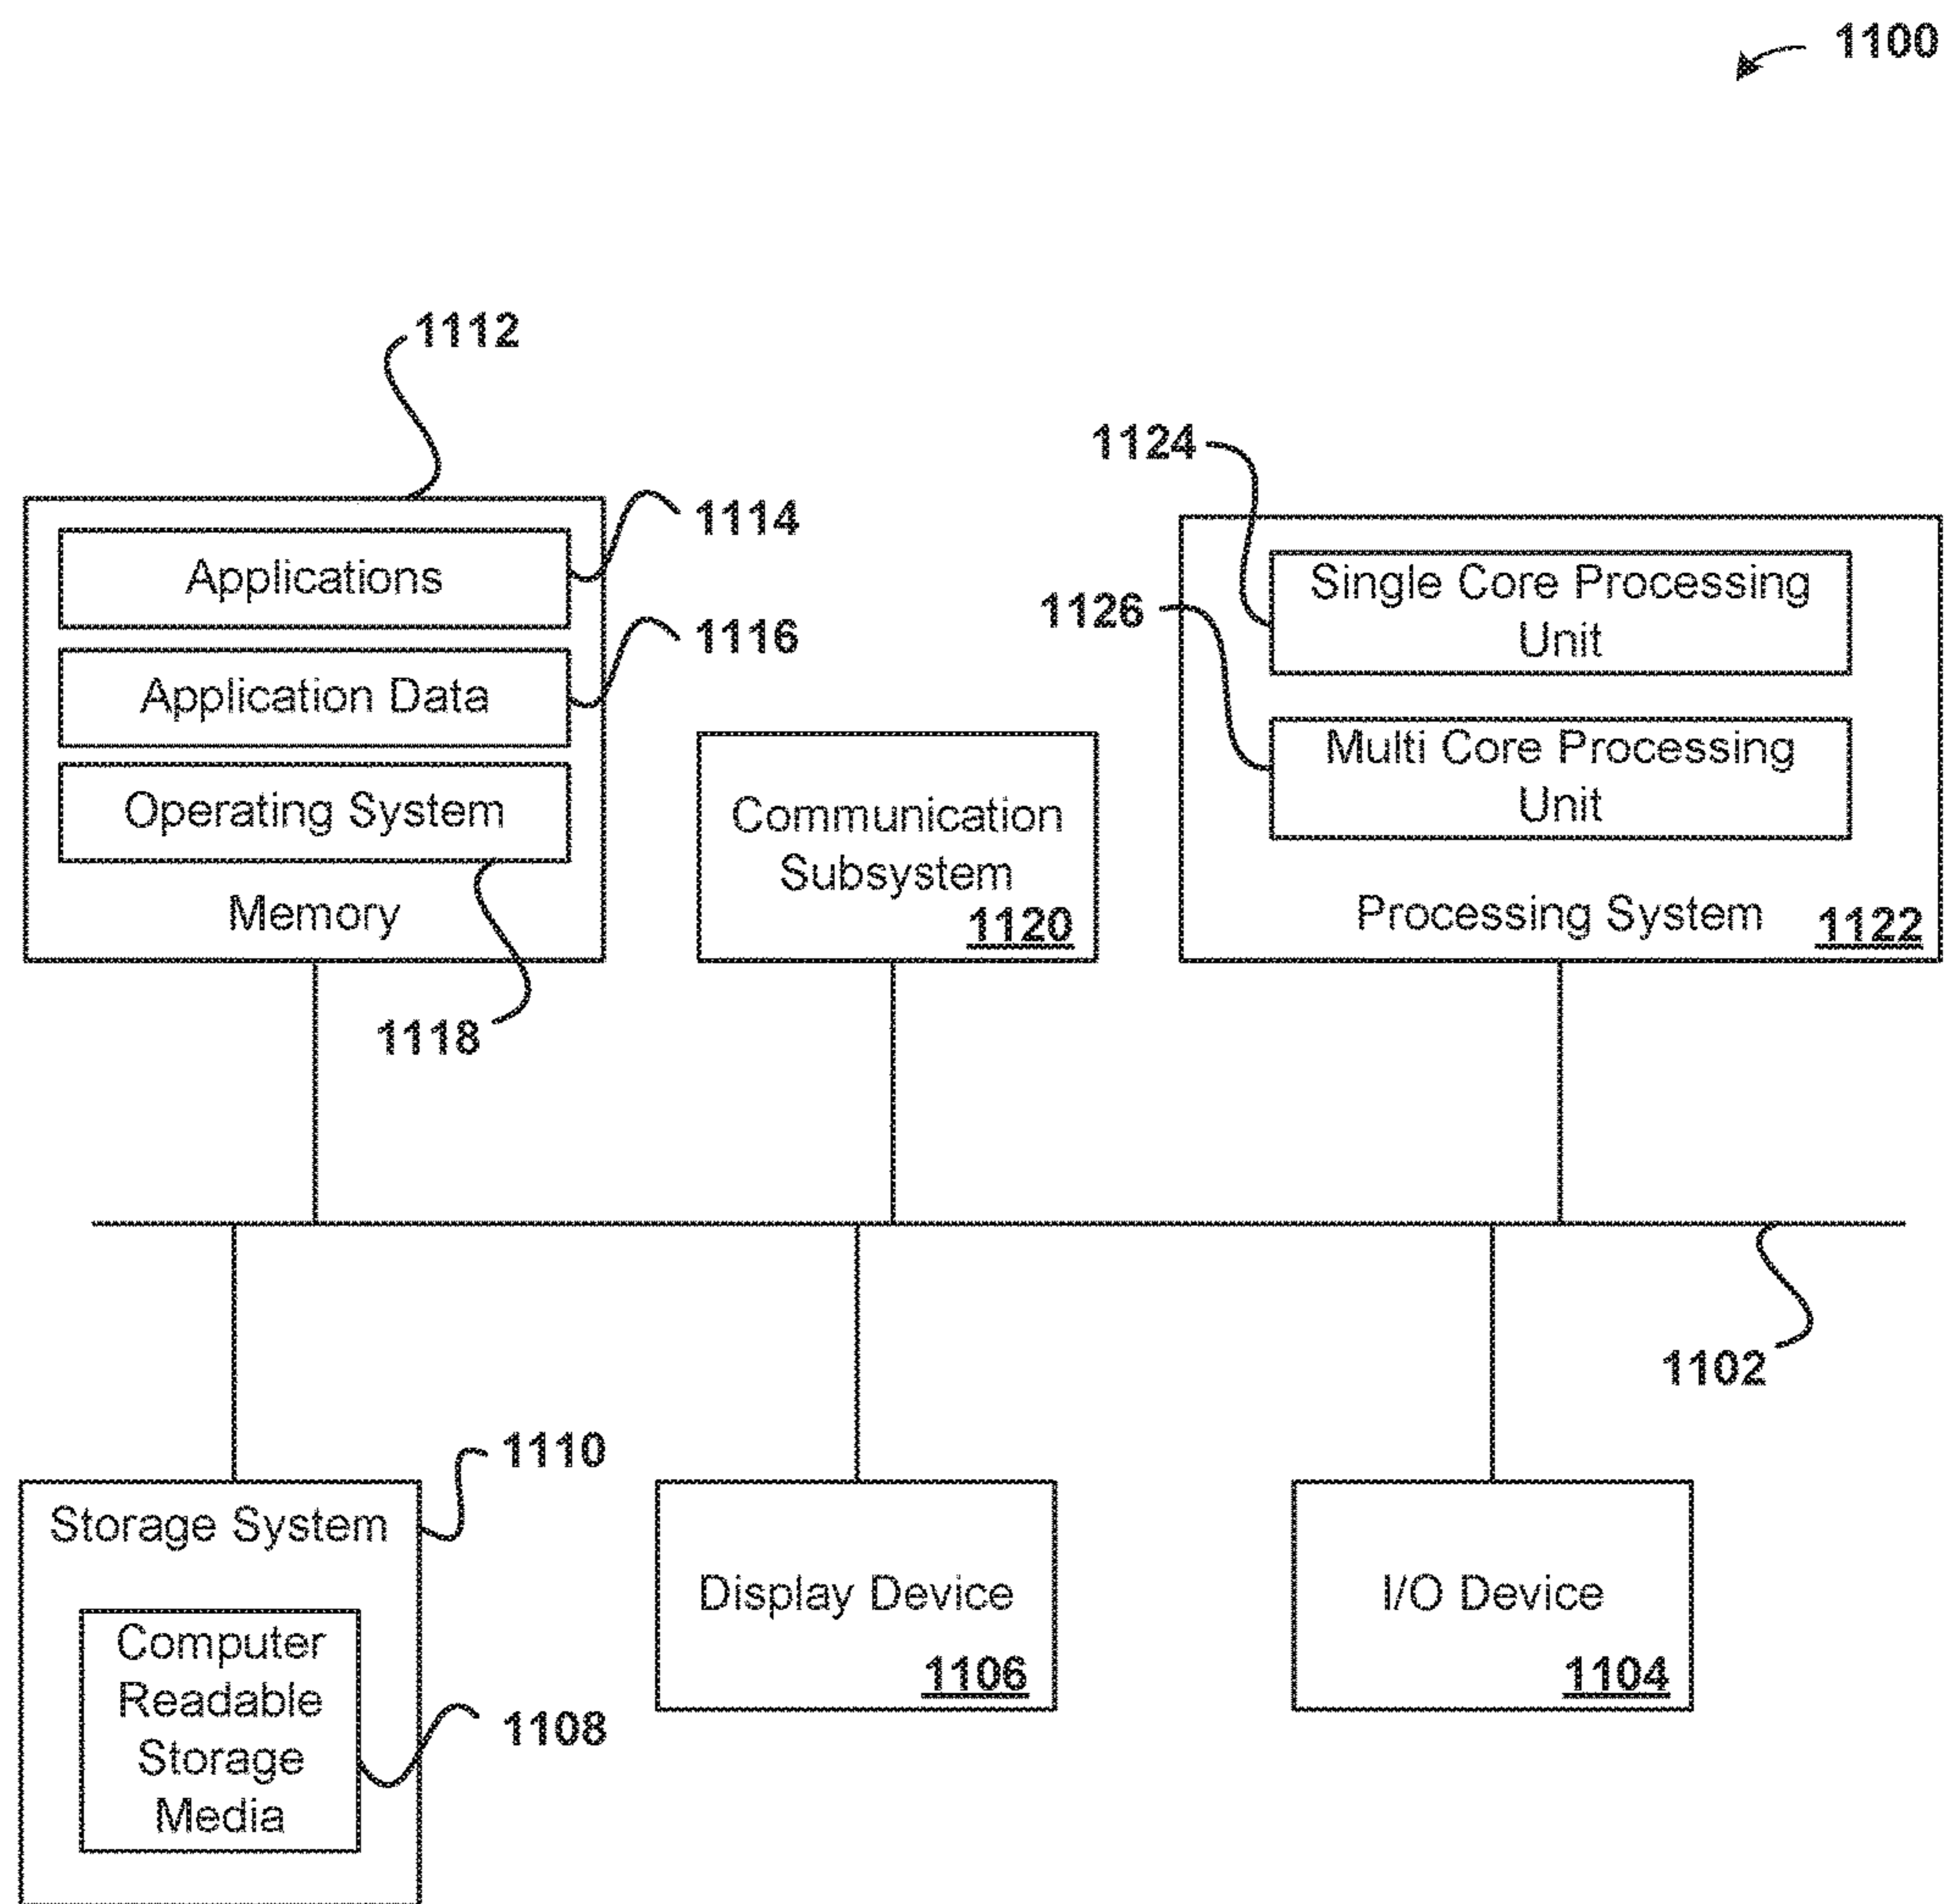 1100
1112
1124
1114
Applications
Single Core Processing
Unit
1126
1116
Application Data
Multi Core Processing
Unit
Operating System
Communication
Subsystem
1120
Memory
Processing System
1122
1118
1102
1110
Storage System
Display Device
1106
I/O Device
1104
Computer
Readable
Storage
Media
1108